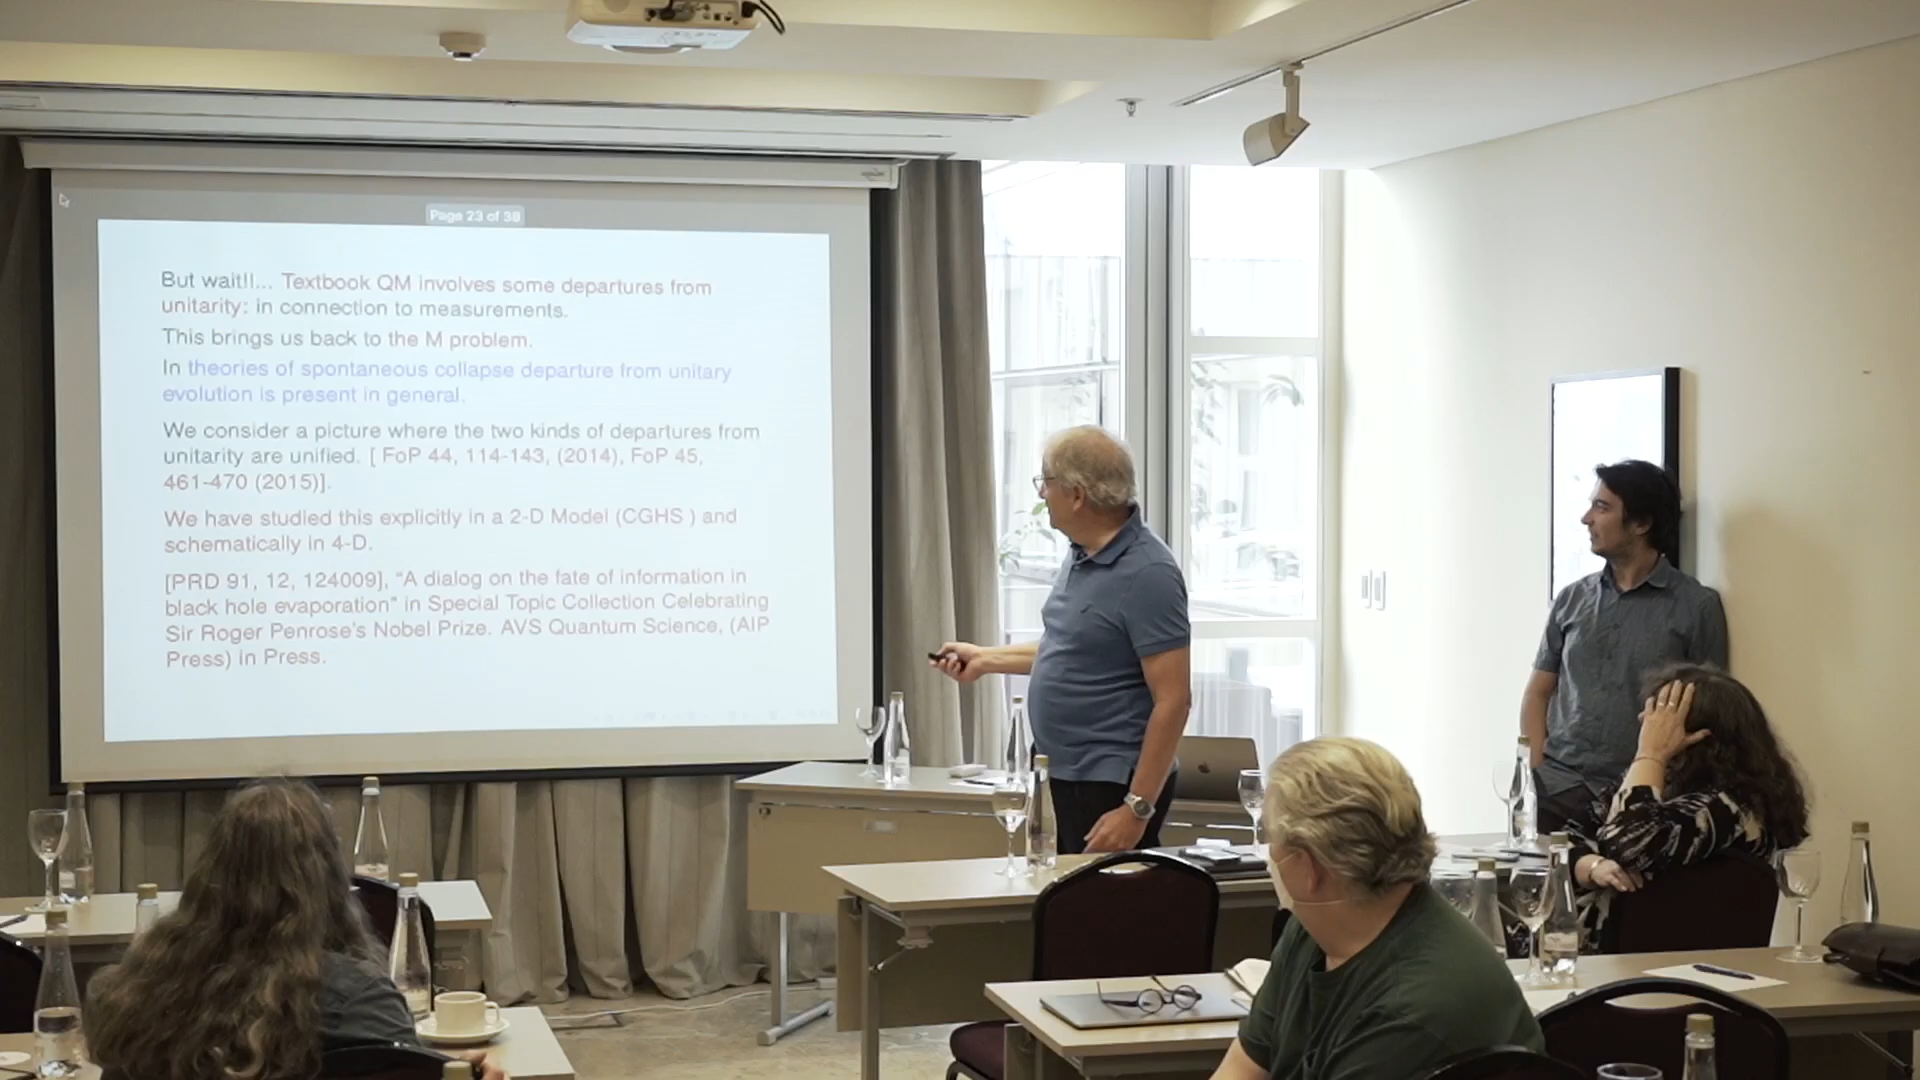 Page 23 of 38
But wait!!... Textbook QM involves some departures from
unitarity: in connection to measurements.
This brings us back to the M problem.
In theories of spontaneous collapse departure from unitary
evolution is present in general.
We consider a picture where the two kinds of departures from
unitarity are unified. [ FoP 44, 114-143, (2014), FoP 45,
461-470 (2015)].
We have studied this explicitly in a 2-D Model (CGHS ) and
schematically in 4-D.
[PRD 91, 12, 124009], “A dialog on the fate of information in
black hole evaporation” in Special Topic Collection Celebrating
Sir Roger Penrose's Nobel Prize. AVS Quantum Science, (AIP
Press) in Press.